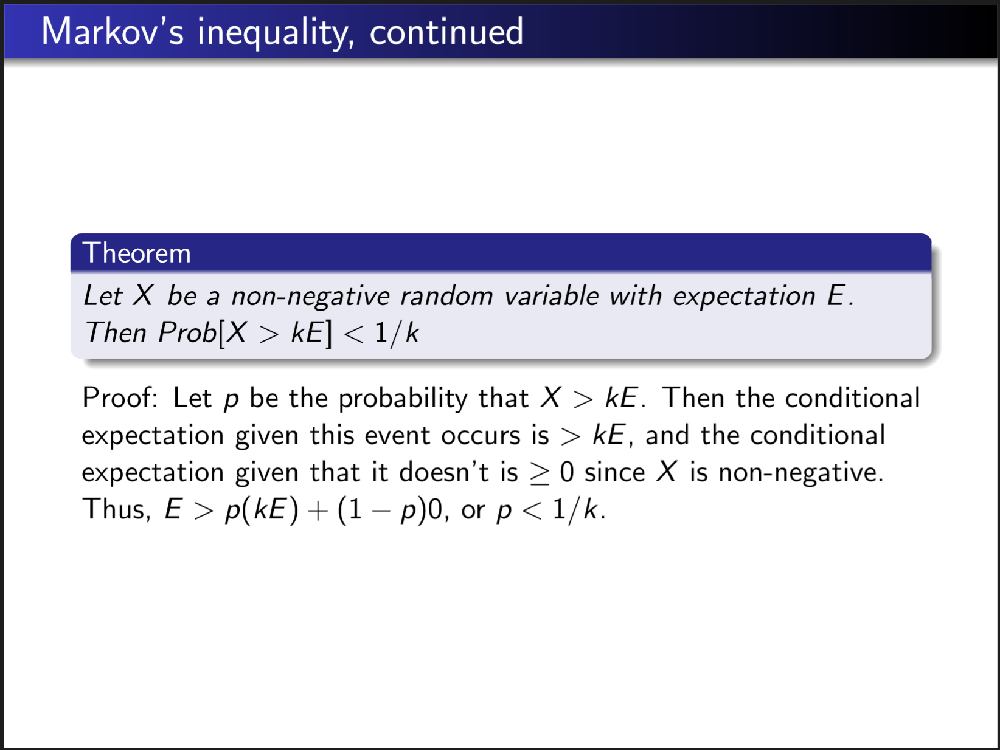 Markov's inequality, continued
Theorem
Let X be a non-negative random variable with expectation E.
Then Prob[X > kE] < 1/k
Proof: Let p be the probability that X > kE. Then the conditional
expectation given this event occurs is > kE, and the conditional
expectation given that it doesn't is ≥ 0 since X is non-negative.
Thus, E > p(kE) + (1 − p)0, or p < 1/k.